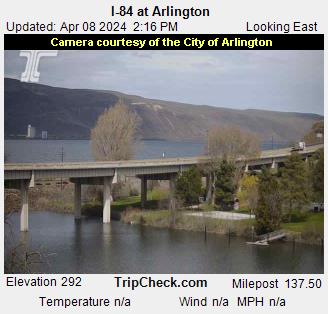 I-84 at Arlington
Updated: Apr 08 2024 2:16 PM Looking East
Camera courtesy of the City of Arlington
Elevation 292 TripCheck.com Milepost 137.50
Temperature n/a Wind n/a MPH n/a